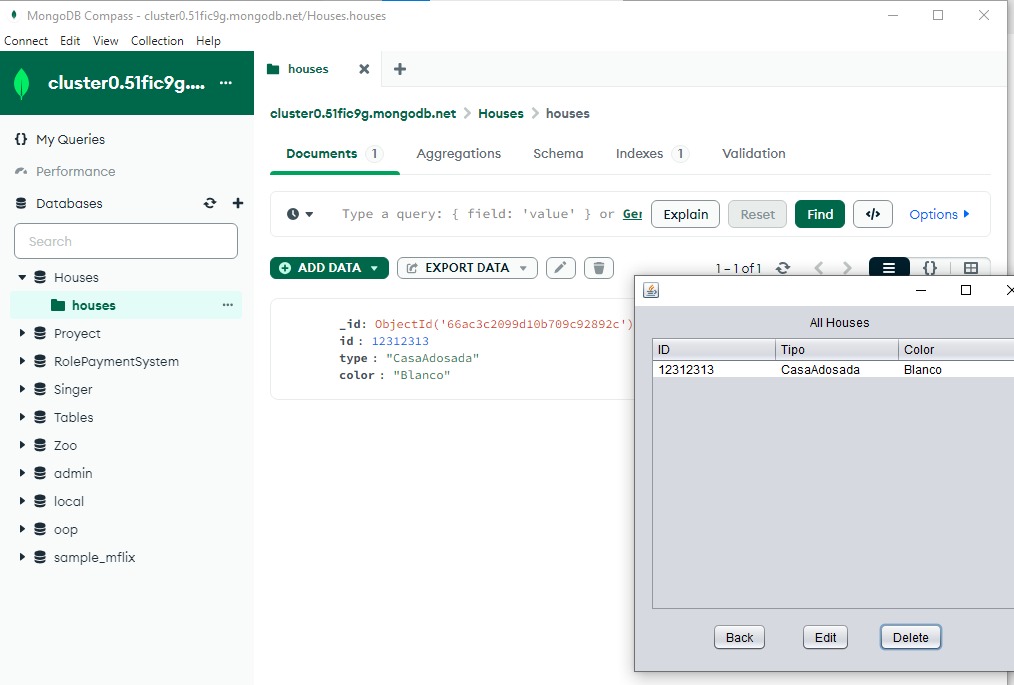 MongoDB Compass - cluster0.51fic9g.mongodb.net/Houses.houses
Connect Edit View Collection Help
cluster0.51fic9g.... ...
houses
cluster0.51fic9g.mongodb.net > Houses > houses
{} My Queries
Performance
Databases
Search
Houses
houses ...
Proyect
RolePaymentSystem
Singer
Tables
Zoo
admin
local
oop
sample_mflix
Documents 1 Aggregations Schema Indexes 1 Validation
Type a query: { field: 'value' } or Ger Explain Reset Find </> Options
ADD DATA EXPORT DATA 1 – 1 of 1 {}
_id: ObjectId('66ac3c2099d10b709c92892c')
id : 12312313
type : "CasaAdosada"
color : "Blanco"
All Houses
ID Tipo Color
12312313 CasaAdosada Blanco
Back Edit Delete